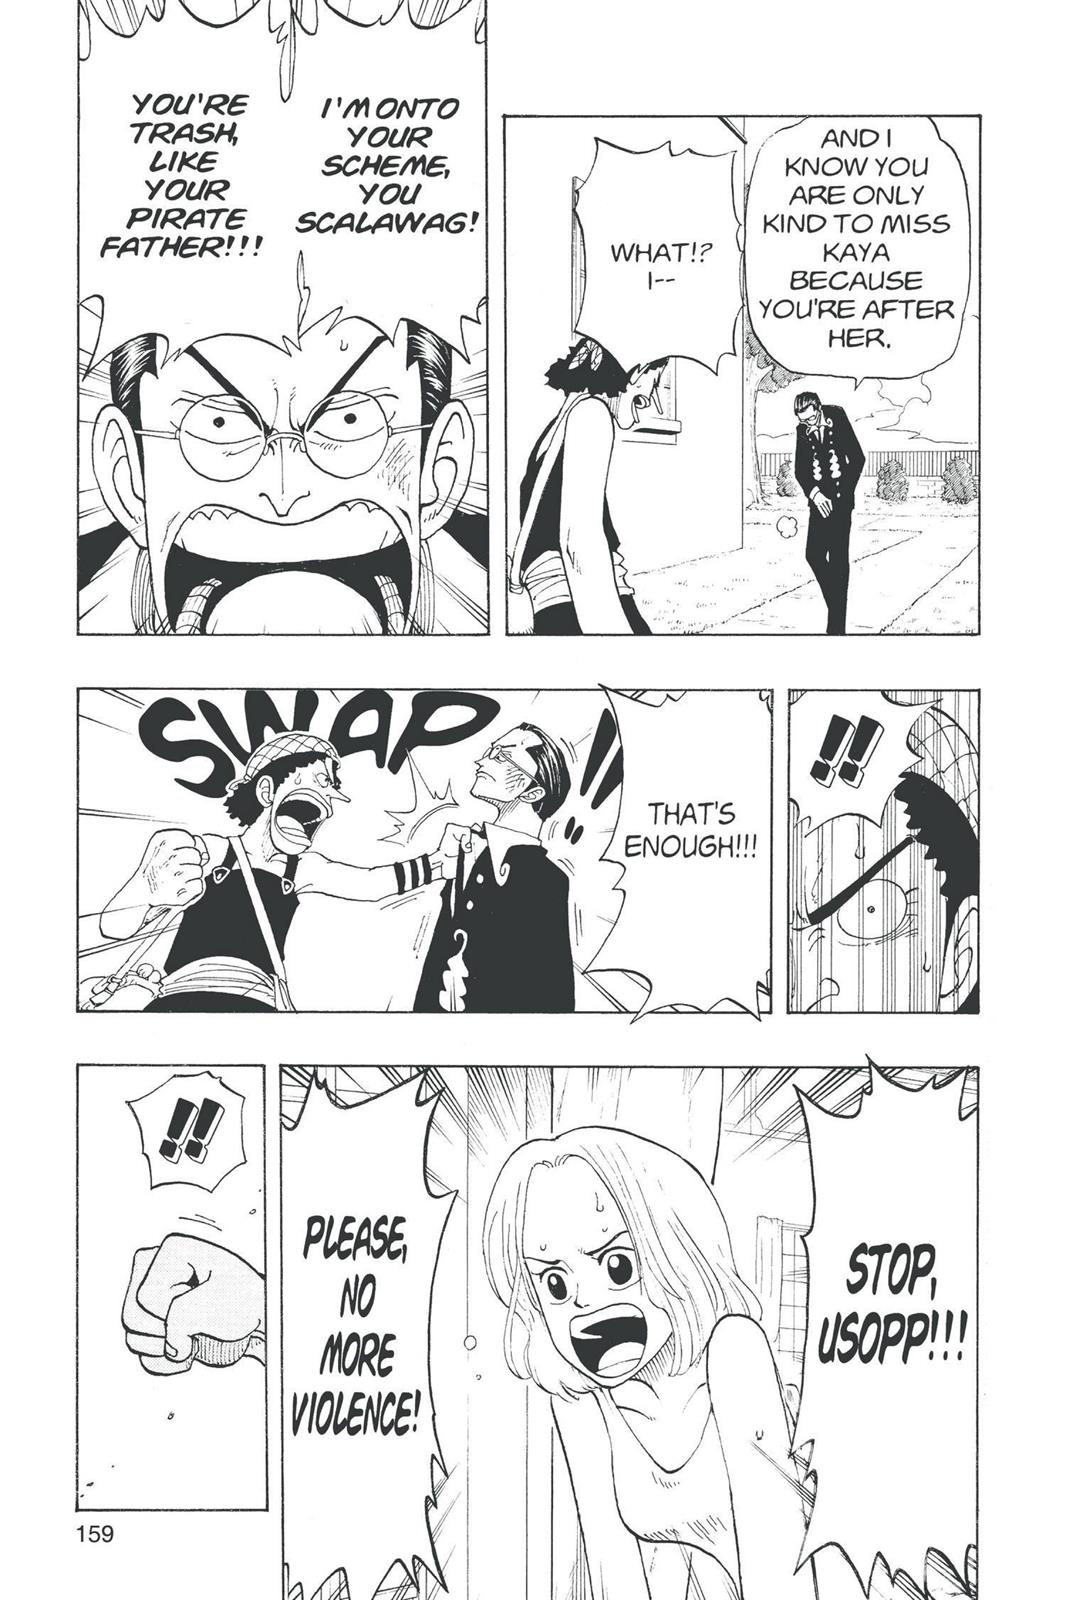 AND I
KNOW YOU
ARE ONLY
KIND TO MISS
KAYA
BECAUSE
YOU'RE AFTER
HER.
WHAT!?
I--
I'M ONTO
YOUR
SCHEME,
YOU
SCALAWAG!
YOU'RE
TRASH,
LIKE
YOUR
PIRATE
FATHER!!!
!!
THAT'S
ENOUGH!!!
!!
SWAP
STOP,
USOPP!!!
PLEASE,
NO
MORE
VIOLENCE!
!!
159